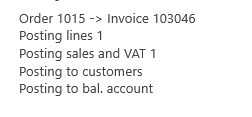 Order 1015 -> Invoice 103046
Posting lines 1
Posting sales and VAT 1
Posting to customers
Posting to bal. account